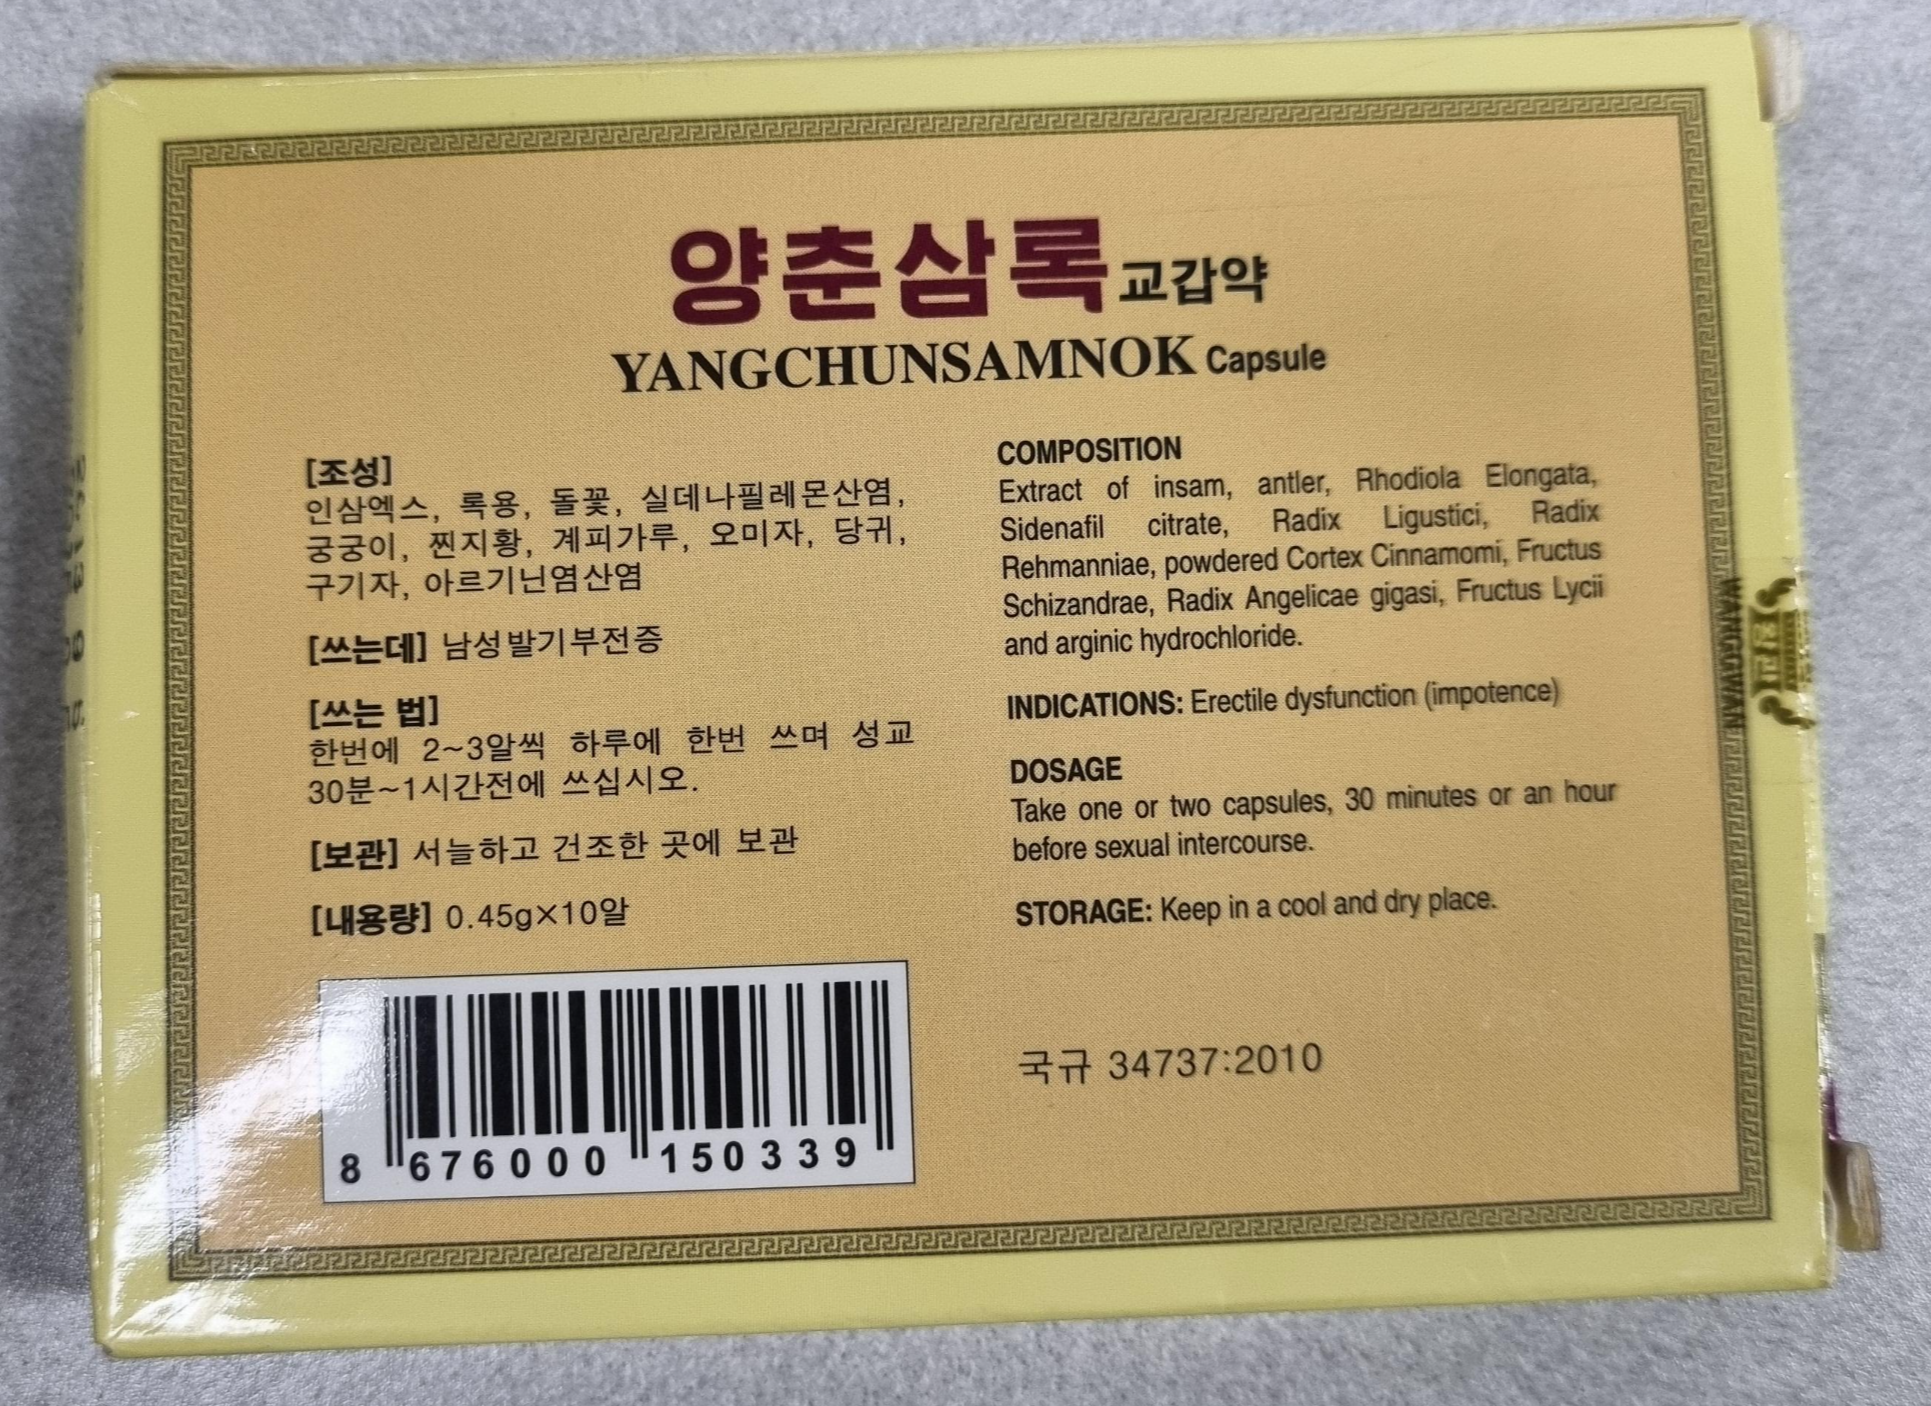 양춘삼록 교갑약
YANGCHUNSAMNOK Capsule
[조성]
인삼엑스, 록용, 돌꽃, 실데나필레몬산염,
궁궁이, 찐지황, 계피가루, 오미자, 당귀,
구기자, 아르기닌염산염
[쓰는데] 남성발기부전증
[쓰는 법]
한번에 2~3알씩 하루에 한번 쓰며 성교
30분~1시간전에 쓰십시오.
[보관] 서늘하고 건조한 곳에 보관
[내용량] 0.45g×10알
8 676000 150339
COMPOSITION
Extract of insam, antler, Rhodiola Elongata,
Sidenafil citrate, Radix Ligustici, Radix
Rehmanniae, powdered Cortex Cinnamomi, Fructus
Schizandrae, Radix Angelicae gigasi, Fructus Lycii
and arginic hydrochloride.
INDICATIONS: Erectile dysfunction (impotence)
DOSAGE
Take one or two capsules, 30 minutes or an hour
before sexual intercourse.
STORAGE: Keep in a cool and dry place.
국규 34737:2010